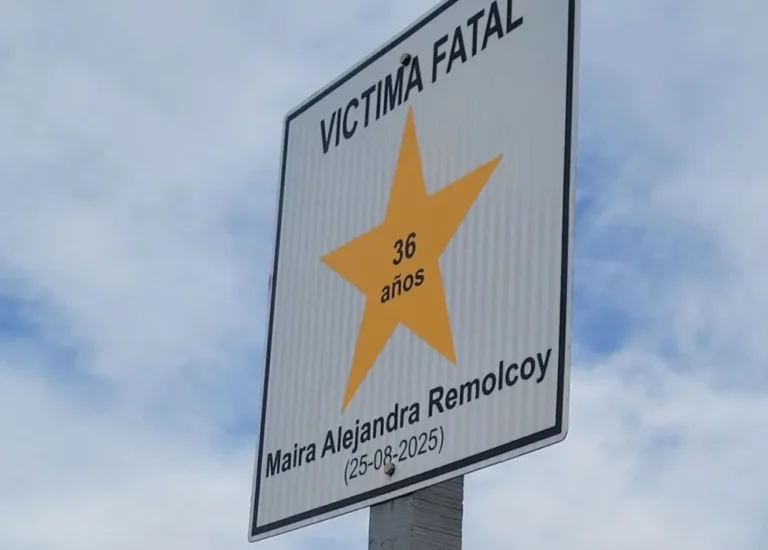 VICTIMA FATAL
36
años
Maira Alejandra Remolcoy
(25-08-2025)